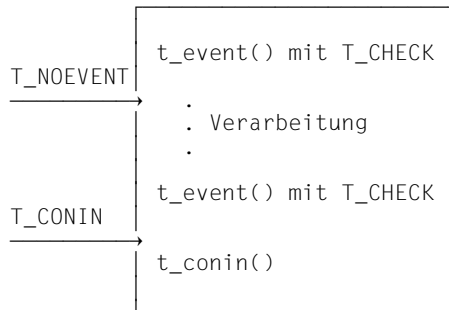 t_event() mit T_CHECK
T_NOEVENT
.
. Verarbeitung
.
t_event() mit T_CHECK
T_CONIN
t_conin()